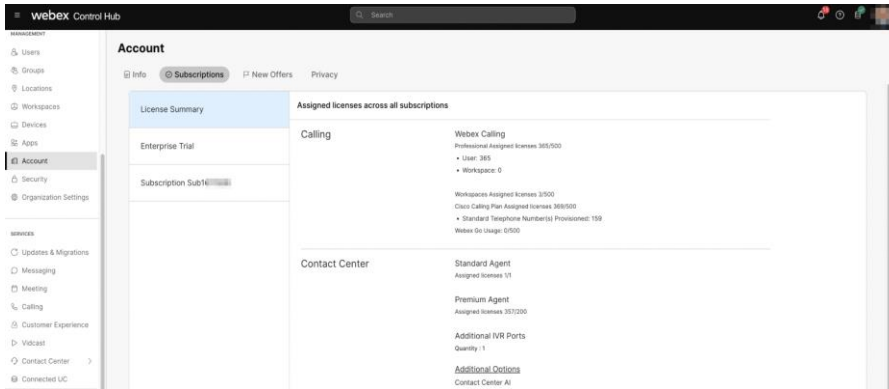 webex Control Hub
Search
MANAGEMENT
Users
Groups
Locations
Workspaces
Devices
Apps
Account
Security
Organization Settings
SERVICES
Updates & Migrations
Messaging
Meeting
Calling
Customer Experience
Vidcast
Contact Center
Connected UC
Account
Info
Subscriptions
New Offers
Privacy
License Summary
Enterprise Trial
Subscription Sub16
Assigned licenses across all subscriptions
Calling
Webex Calling
Professional Assigned licenses 365/500
• User: 365
• Workspace: 0
Workspaces Assigned licenses 3/500
Cisco Calling Plan Assigned licenses 369/500
• Standard Telephone Number(s) Provisioned: 159
Webex Go Usage: 0/500
Contact Center
Standard Agent
Assigned licenses 1/1
Premium Agent
Assigned licenses 357/200
Additional IVR Ports
Quantity : 1
Additional Options
Contact Center AI